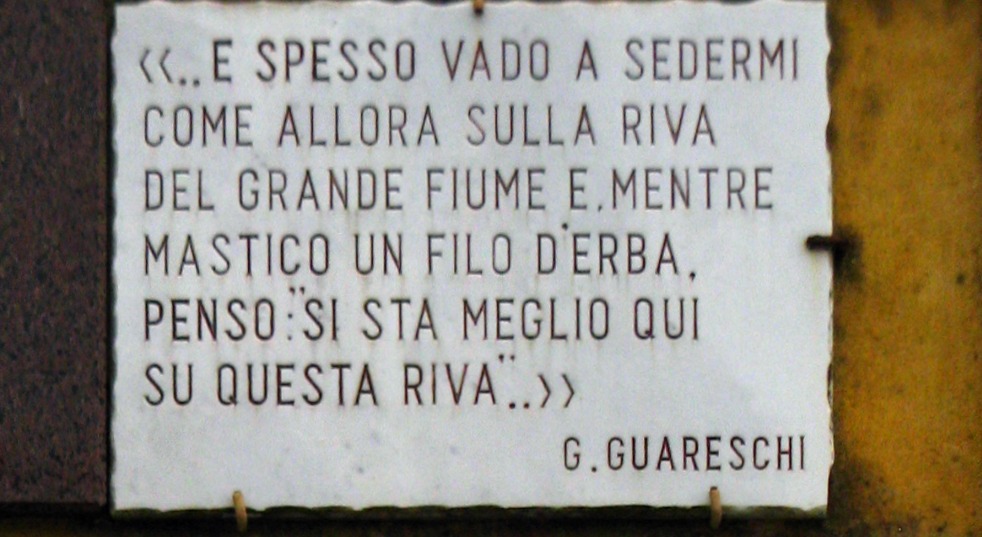 <<..E SPESSO VADO A SEDERMI
COME ALLORA SULLA RIVA
DEL GRANDE FIUME E,MENTRE
MASTICO UN FILO D'ERBA,
PENSO:"SI STA MEGLIO QUI
SU QUESTA RIVA"..>>
G.GUARESCHI